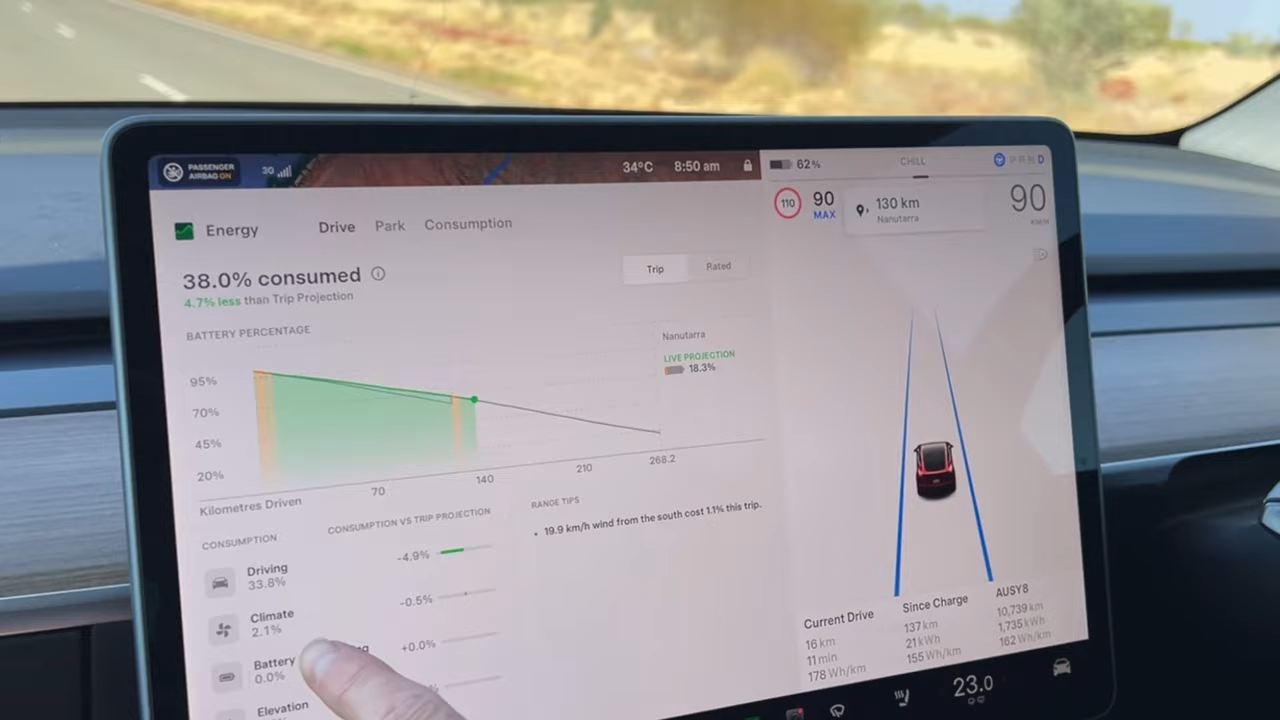 PASSENGER
AIRBAG ON
3G
34°C
8:50 am
62%
CHILL
P R N D
Energy
Drive Park Consumption
110
90
MAX
130 km
Nanutarra
90
KM/H
38.0% consumed
4.7% less than Trip Projection
Trip Rated
BATTERY PERCENTAGE
95%
70%
45%
20%
Nanutarra
LIVE PROJECTION
18.3%
70 140 210 268.2
Kilometres Driven
CONSUMPTION
CONSUMPTION VS TRIP PROJECTION
RANGE TIPS
• 19.9 km/h wind from the south cost 1.1% this trip.
Driving
33.8%
-4.9%
Climate
2.1%
-0.5%
Battery
0.0%
+0.0%
Elevation
Current Drive
16 km
11 min
178 Wh/km
Since Charge
137 km
21 kWh
155 Wh/km
AUSY8
10,739 km
1,735 kWh
162 Wh/km
23.0